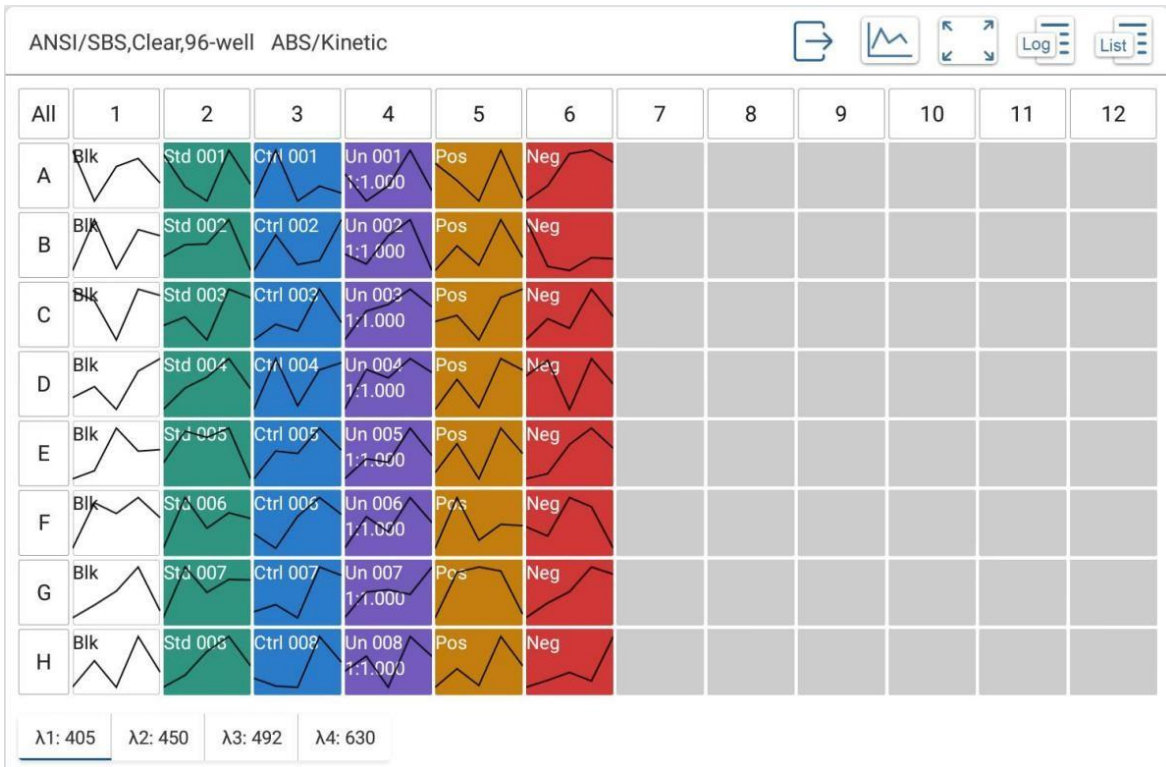 ANSI/SBS,Clear,96-well ABS/Kinetic Log List
All 1 2 3 4 5 6 7 8 9 10 11 12
A Blk Std 001 Ctrl 001 Un 001 Pos Neg
1:1.000
B Blk Std 002 Ctrl 002 Un 002 Pos Neg
1:1.000
C Blk Std 003 Ctrl 003 Un 003 Pos Neg
1:1.000
D Blk Std 004 Ctrl 004 Un 004 Pos Neg
1:1.000
E Blk Std 005 Ctrl 005 Un 005 Pos Neg
1:1.000
F Blk Std 006 Ctrl 006 Un 006 Pos Neg
1:1.000
G Blk Std 007 Ctrl 007 Un 007 Pos Neg
1:1.000
H Blk Std 008 Ctrl 008 Un 008 Pos Neg
1:1.000
λ1: 405 λ2: 450 λ3: 492 λ4: 630